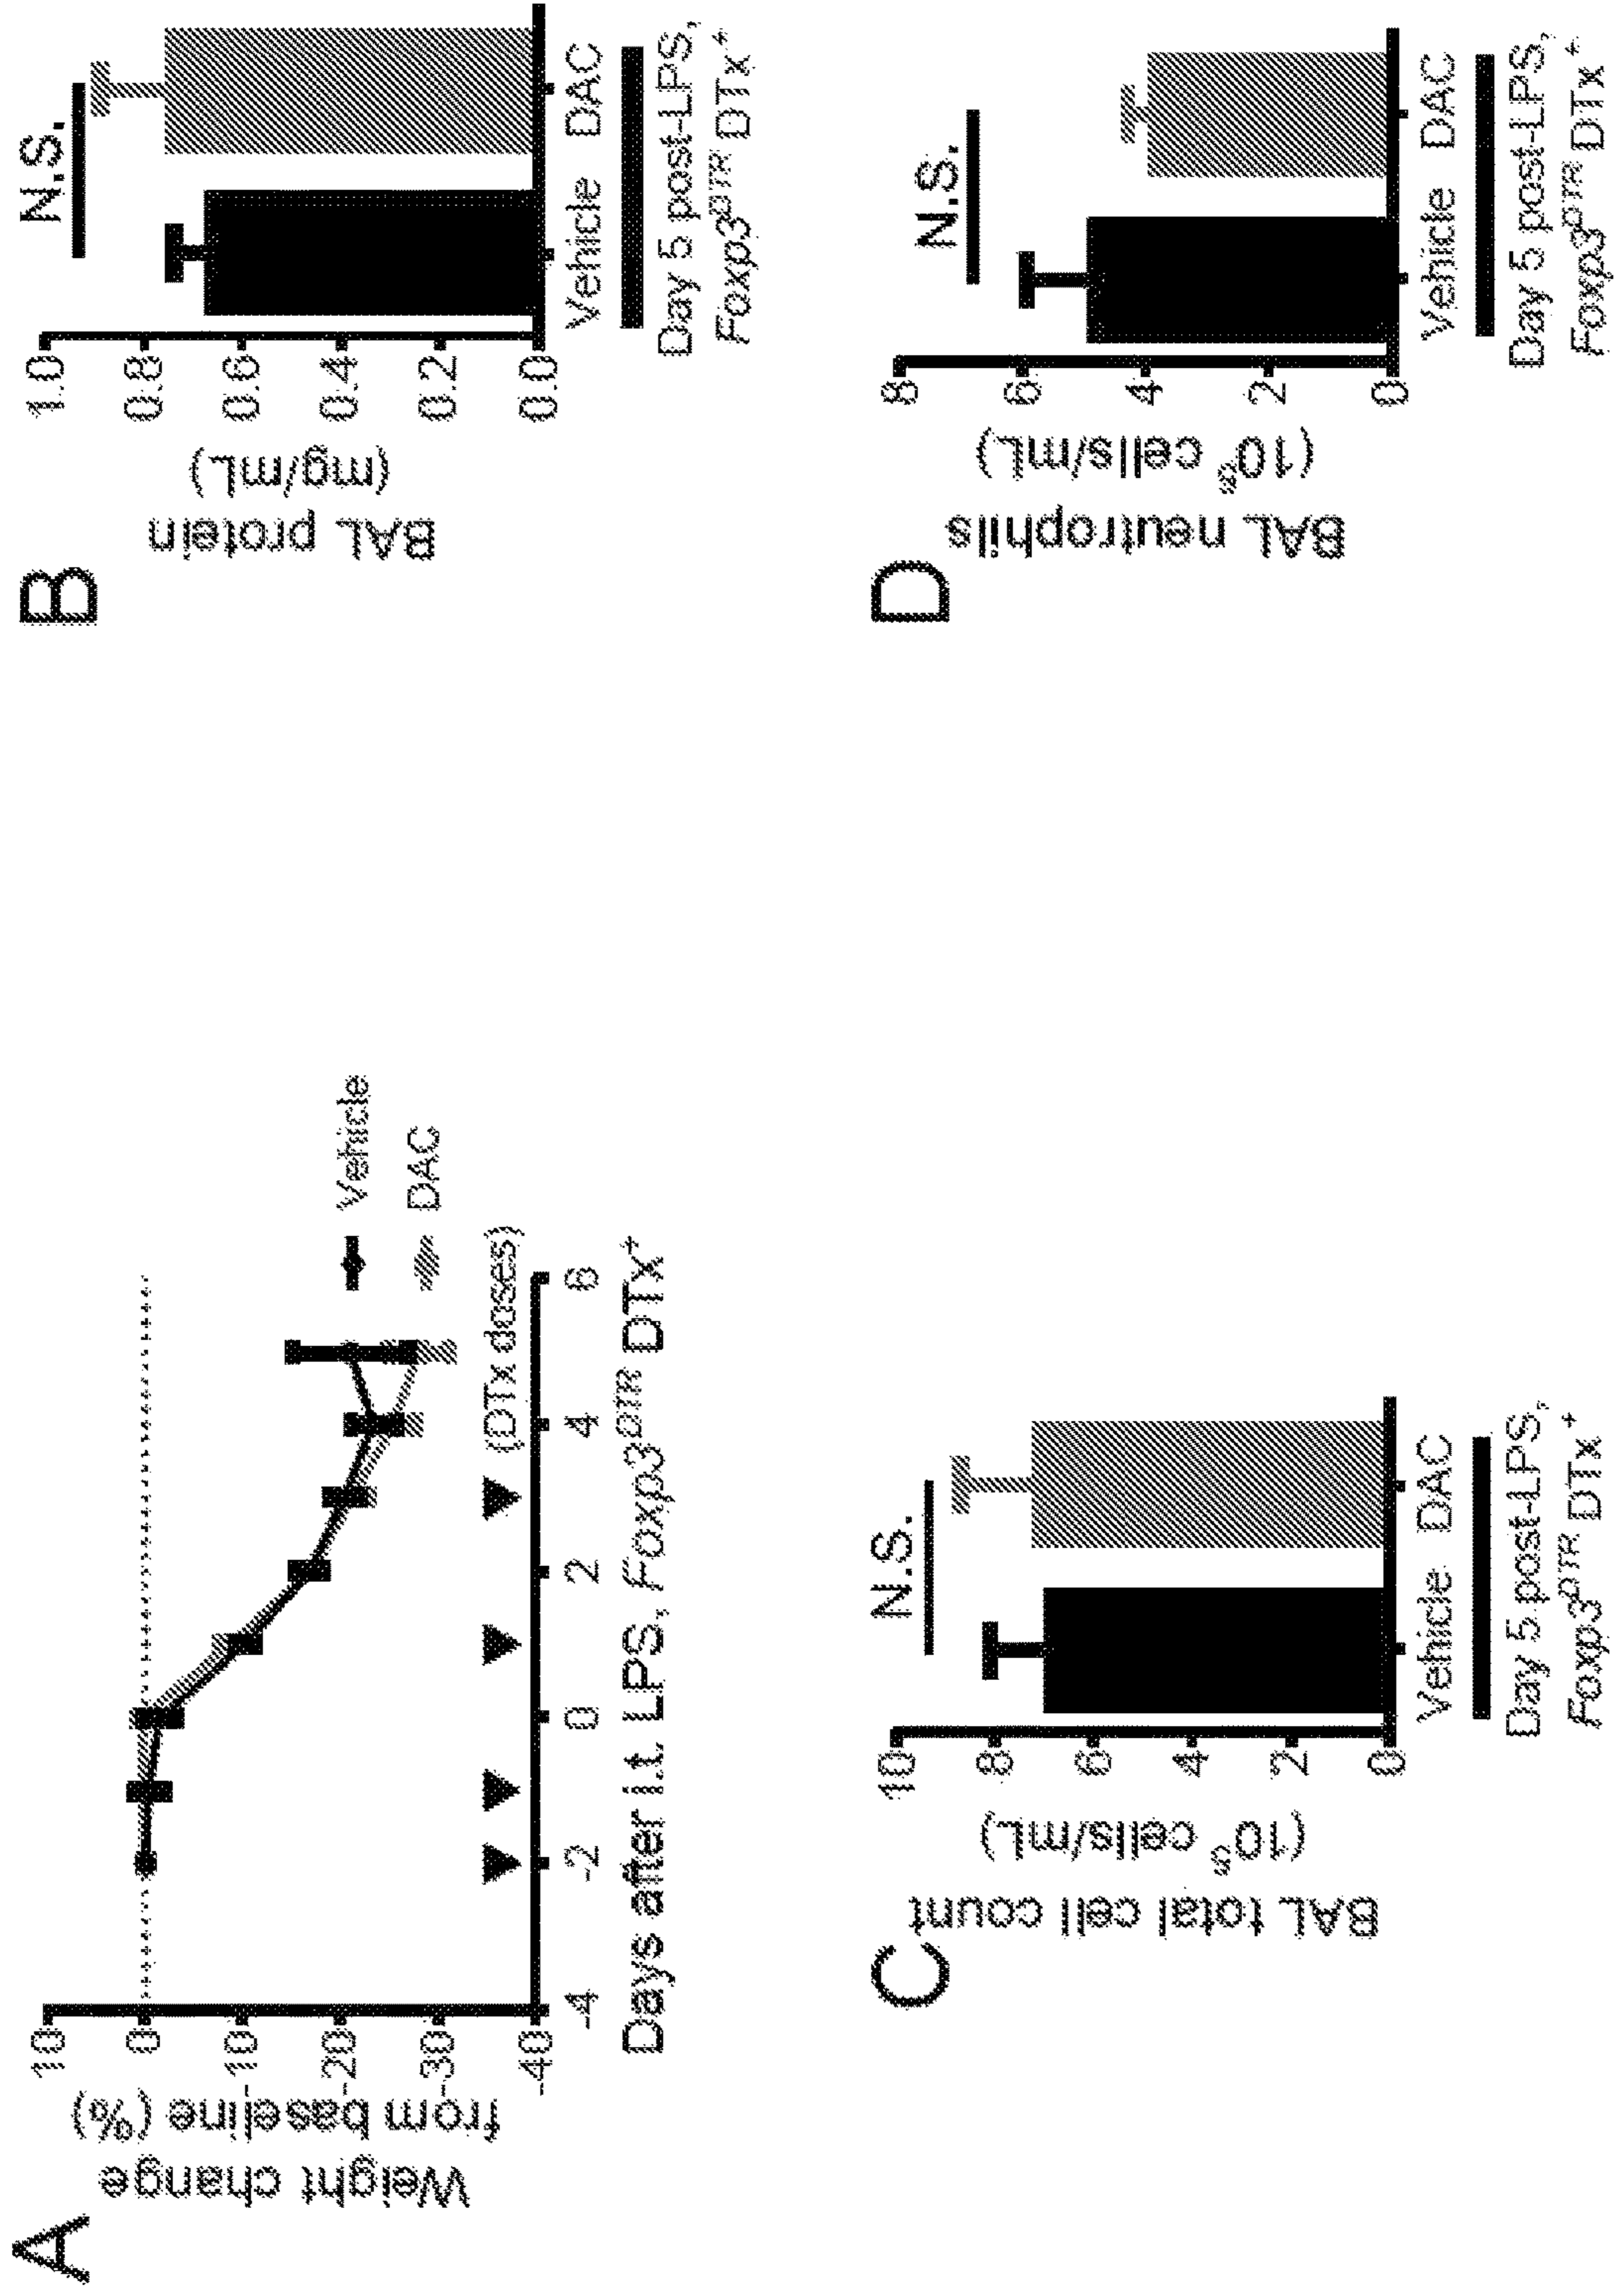 A
Weight change
from baseline (%)
10
0
-10
-20
-30
-40
-4
-2
0
2
4
6
(DTx doses)
Vehicle
DAC
Days after i.t. LPS, Foxp3ᴰᵀᴿ DTx⁺
B
BAL protein
(mg/mL)
1.0
0.8
0.6
0.4
0.2
0.0
N.S.
Vehicle DAC
Day 5 post-LPS,
Foxp3ᴰᵀᴿ DTx⁺
C
BAL total cell count
(10⁵ cells/mL)
10
8
6
4
2
0
N.S.
Vehicle DAC
Day 5 post-LPS,
Foxp3ᴰᵀᴿ DTx⁺
D
BAL neutrophils
(10⁵ cells/mL)
8
6
4
2
0
N.S.
Vehicle DAC
Day 5 post-LPS,
Foxp3ᴰᵀᴿ DTx⁺